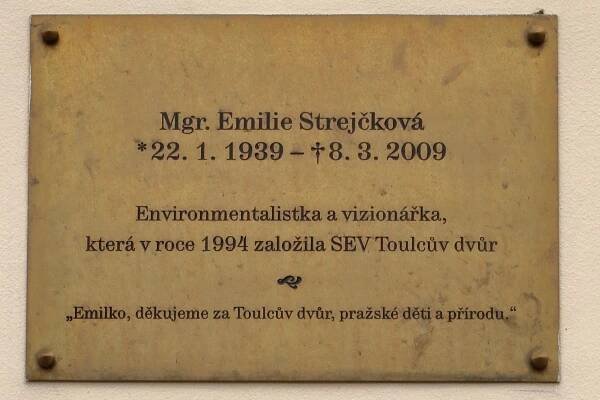 Mgr. Emilie Strejčková
*22. 1. 1939 – †8. 3. 2009
Environmentalistka a vizionářka,
která v roce 1994 založila SEV Toulcův dvůr
„Emilko, děkujeme za Toulcův dvůr, pražské děti a přírodu.“